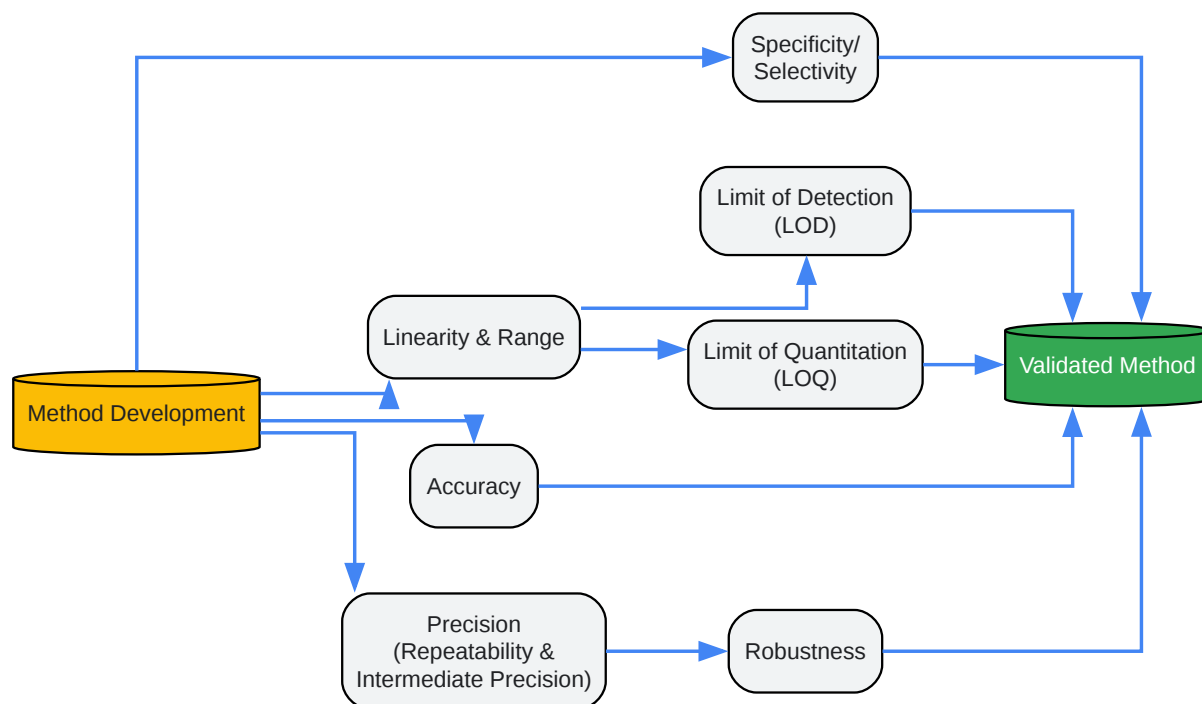 Specificity/
Selectivity
Limit of Detection
(LOD)
Linearity & Range
Limit of Quantitation
(LOQ)
Validated Method
Method Development
Accuracy
Precision
(Repeatability &
Intermediate Precision)
Robustness